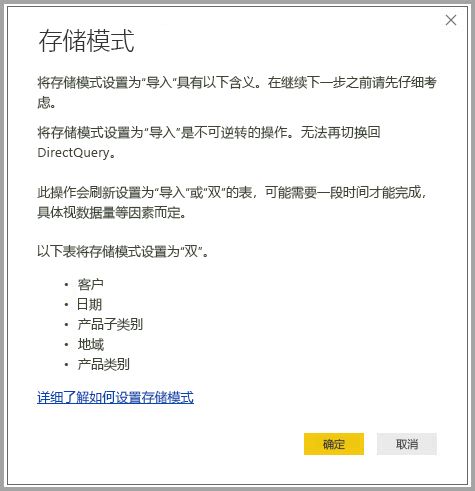 存储模式
将存储模式设置为“导入”具有以下含义。在继续下一步之前请先仔细考
虑。
将存储模式设置为“导入”是不可逆转的操作。无法再切换回
DirectQuery。
此操作会刷新设置为“导入”或“双”的表，可能需要一段时间才能完成，
具体视数据量等因素而定。
以下表将存储模式设置为“双”。
• 客户
• 日期
• 产品子类别
• 地域
• 产品类别
详细了解如何设置存储模式
确定
取消